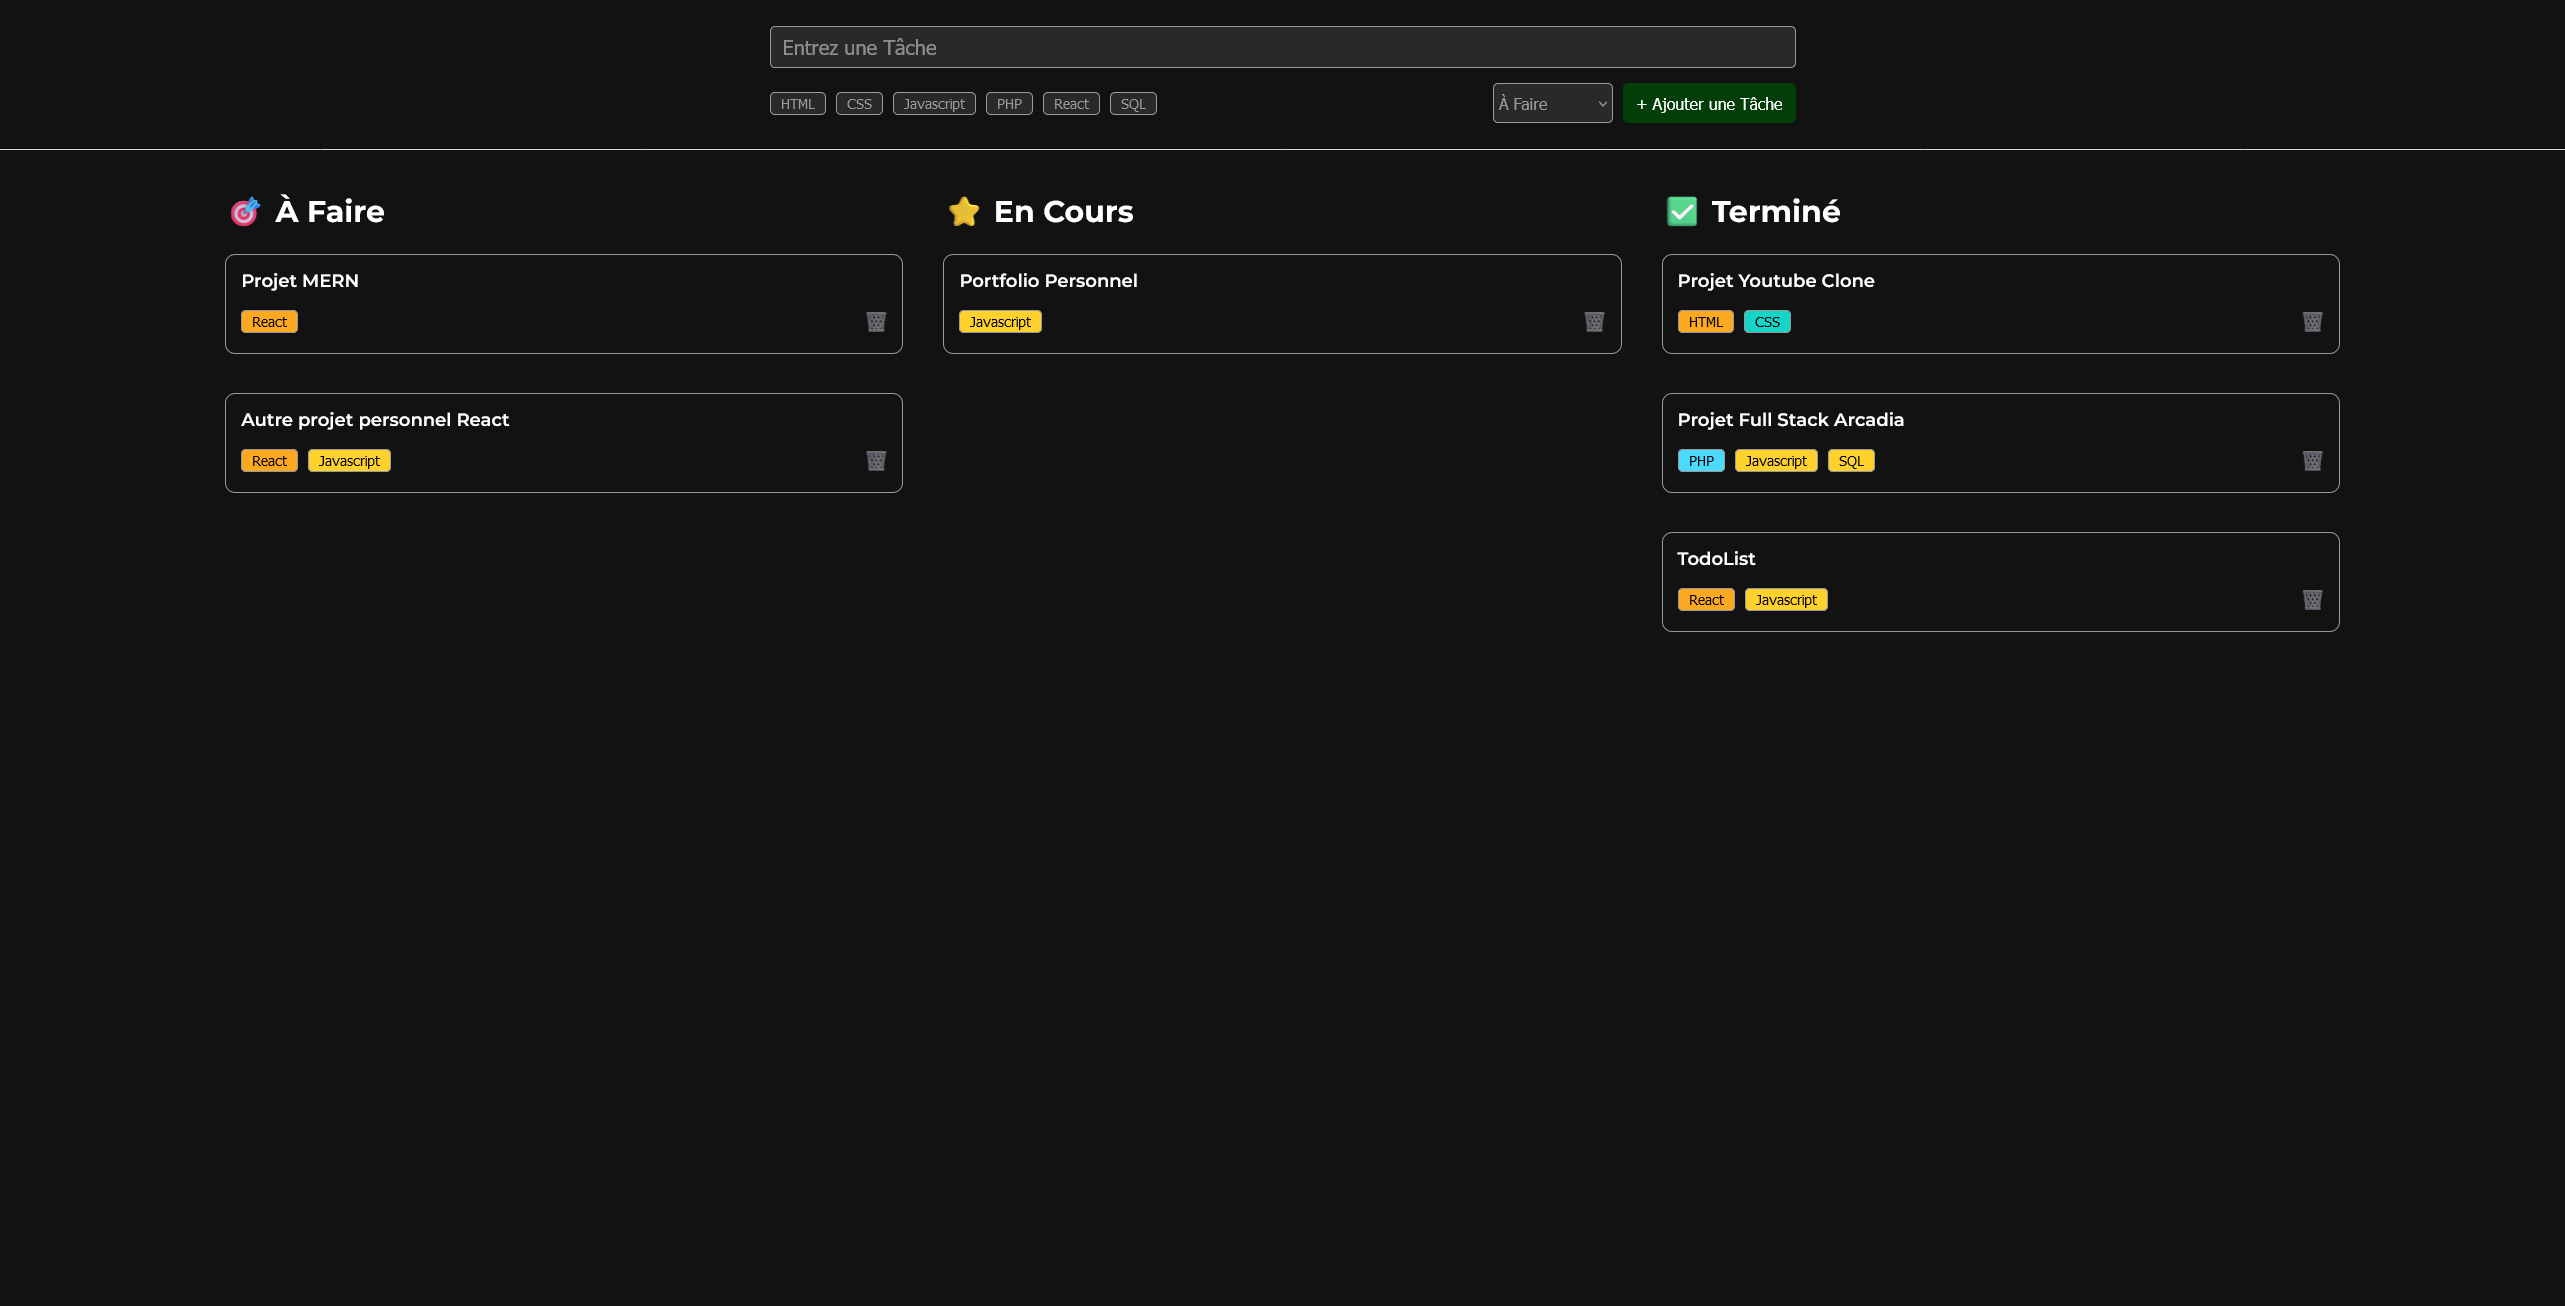 Entrez une Tâche
HTML CSS Javascript PHP React SQL
À Faire
+ Ajouter une Tâche
À Faire
Projet MERN
React
Autre projet personnel React
React Javascript
En Cours
Portfolio Personnel
Javascript
Terminé
Projet Youtube Clone
HTML CSS
Projet Full Stack Arcadia
PHP Javascript SQL
TodoList
React Javascript